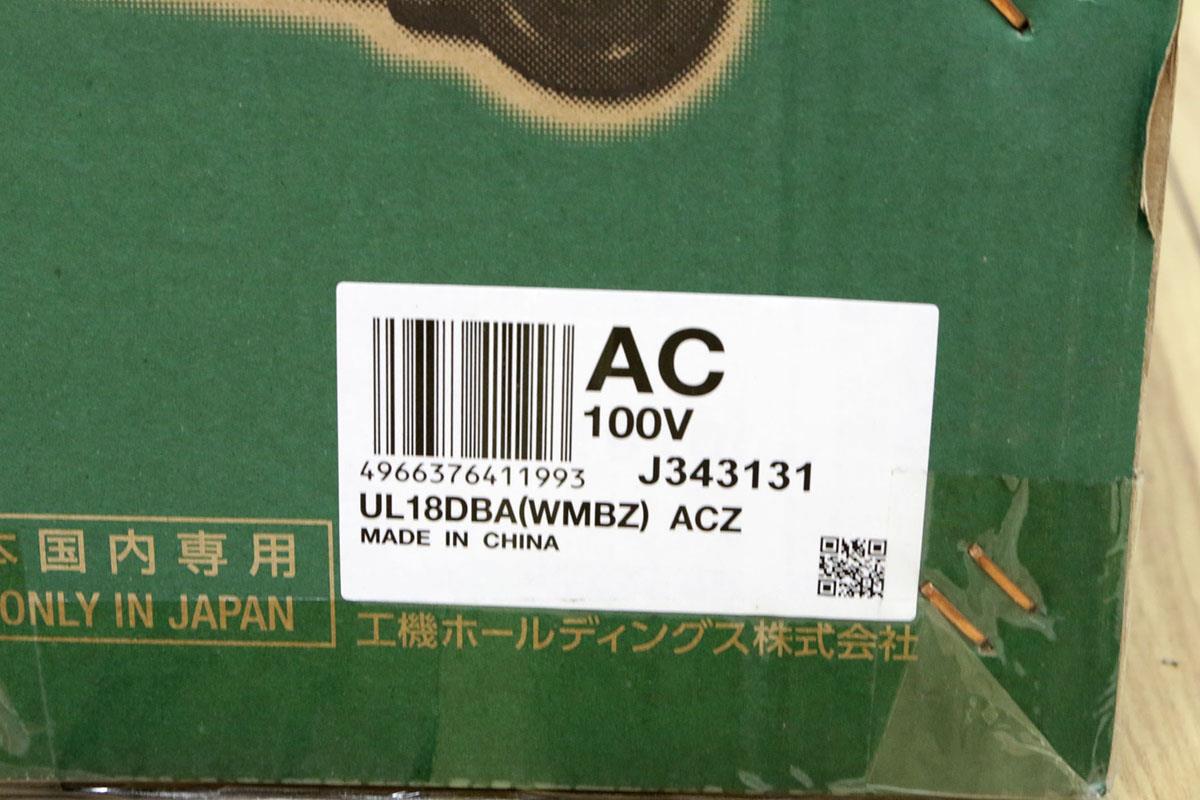 AC
100V
4966376411993
J343131
UL18DBA(WMBZ) ACZ
MADE IN CHINA
本国内専用
ONLY IN JAPAN
工機ホールディングス株式会社